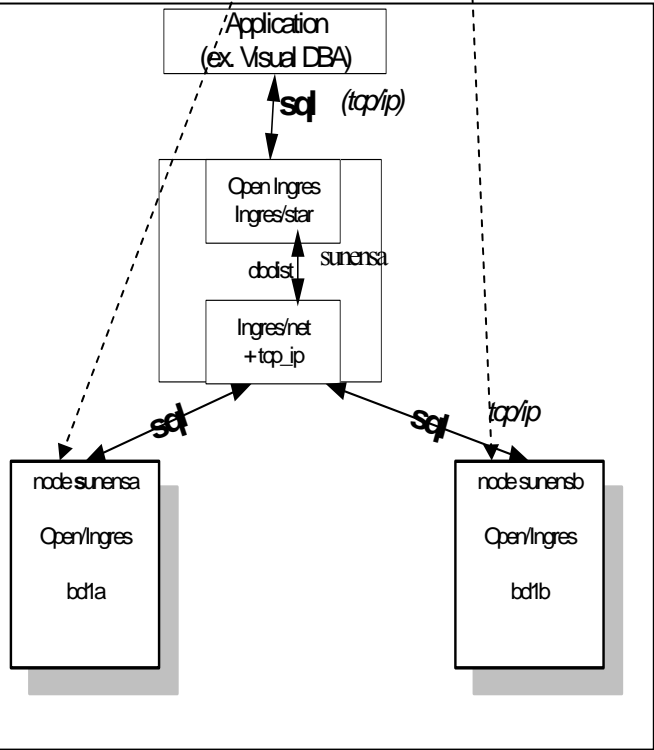 Application
(ex. Visual DBA)
sql (tcp/ip)
Open Ingres
Ingres/star
dbdist
sunensa
Ingres/net
+ tcp_ip
sql
sql
tcp/ip
node sunensa
Open/Ingres
bd1a
node sunensb
Open/Ingres
bd1b